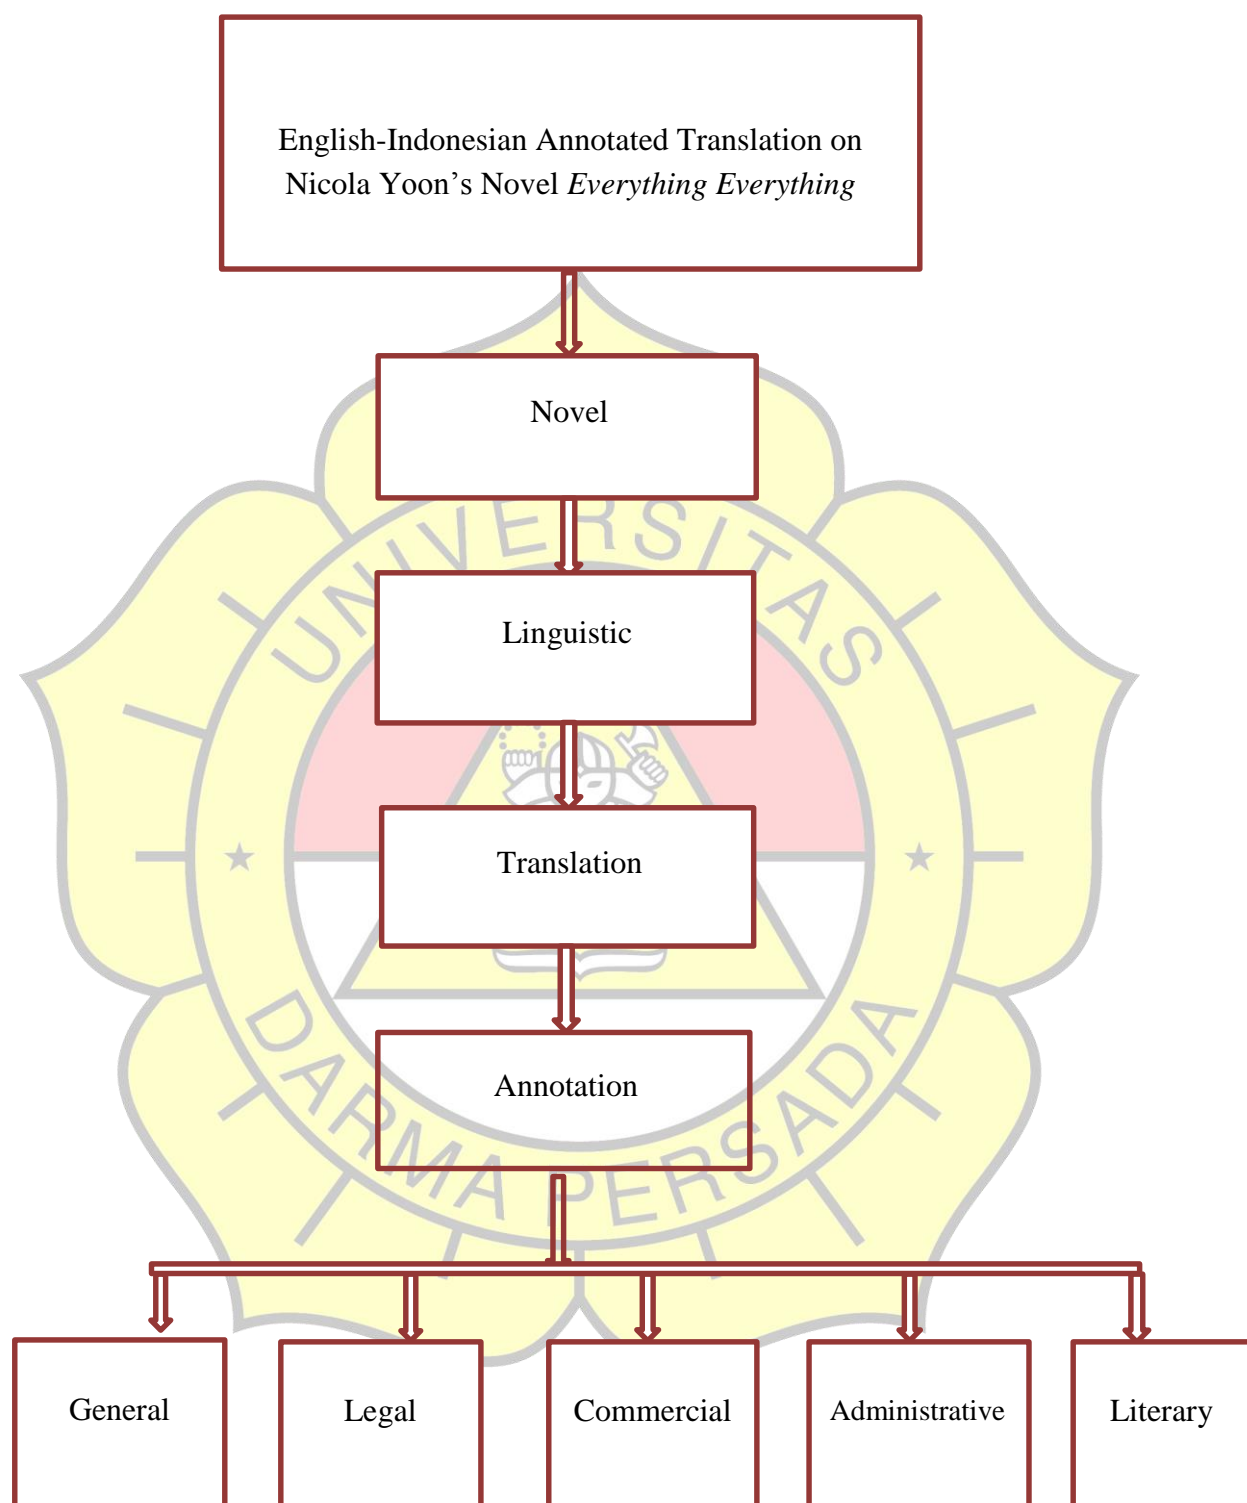 English-Indonesian Annotated Translation on
Nicola Yoon’s Novel Everything Everything
Novel
UNIVERSITAS
Linguistic
Translation
Annotation
DARMA PERSADA
General
Legal
Commercial
Administrative
Literary